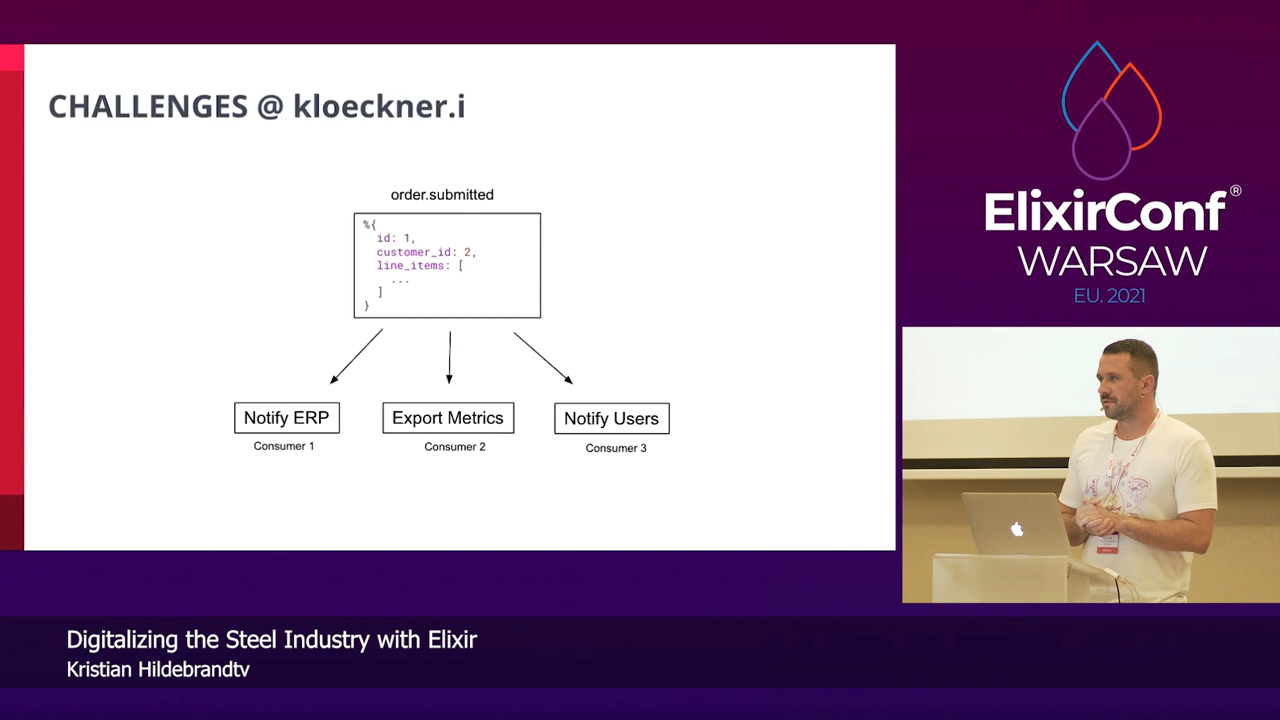 CHALLENGES @ kloeckner.i
order.submitted
%{
id: 1,
customer_id: 2,
line_items: [
...
]
}
Notify ERP
Export Metrics
Notify Users
Consumer 1
Consumer 2
Consumer 3
ElixirConf®
WARSAW
EU. 2021
Digitalizing the Steel Industry with Elixir
Kristian Hildebrandtv